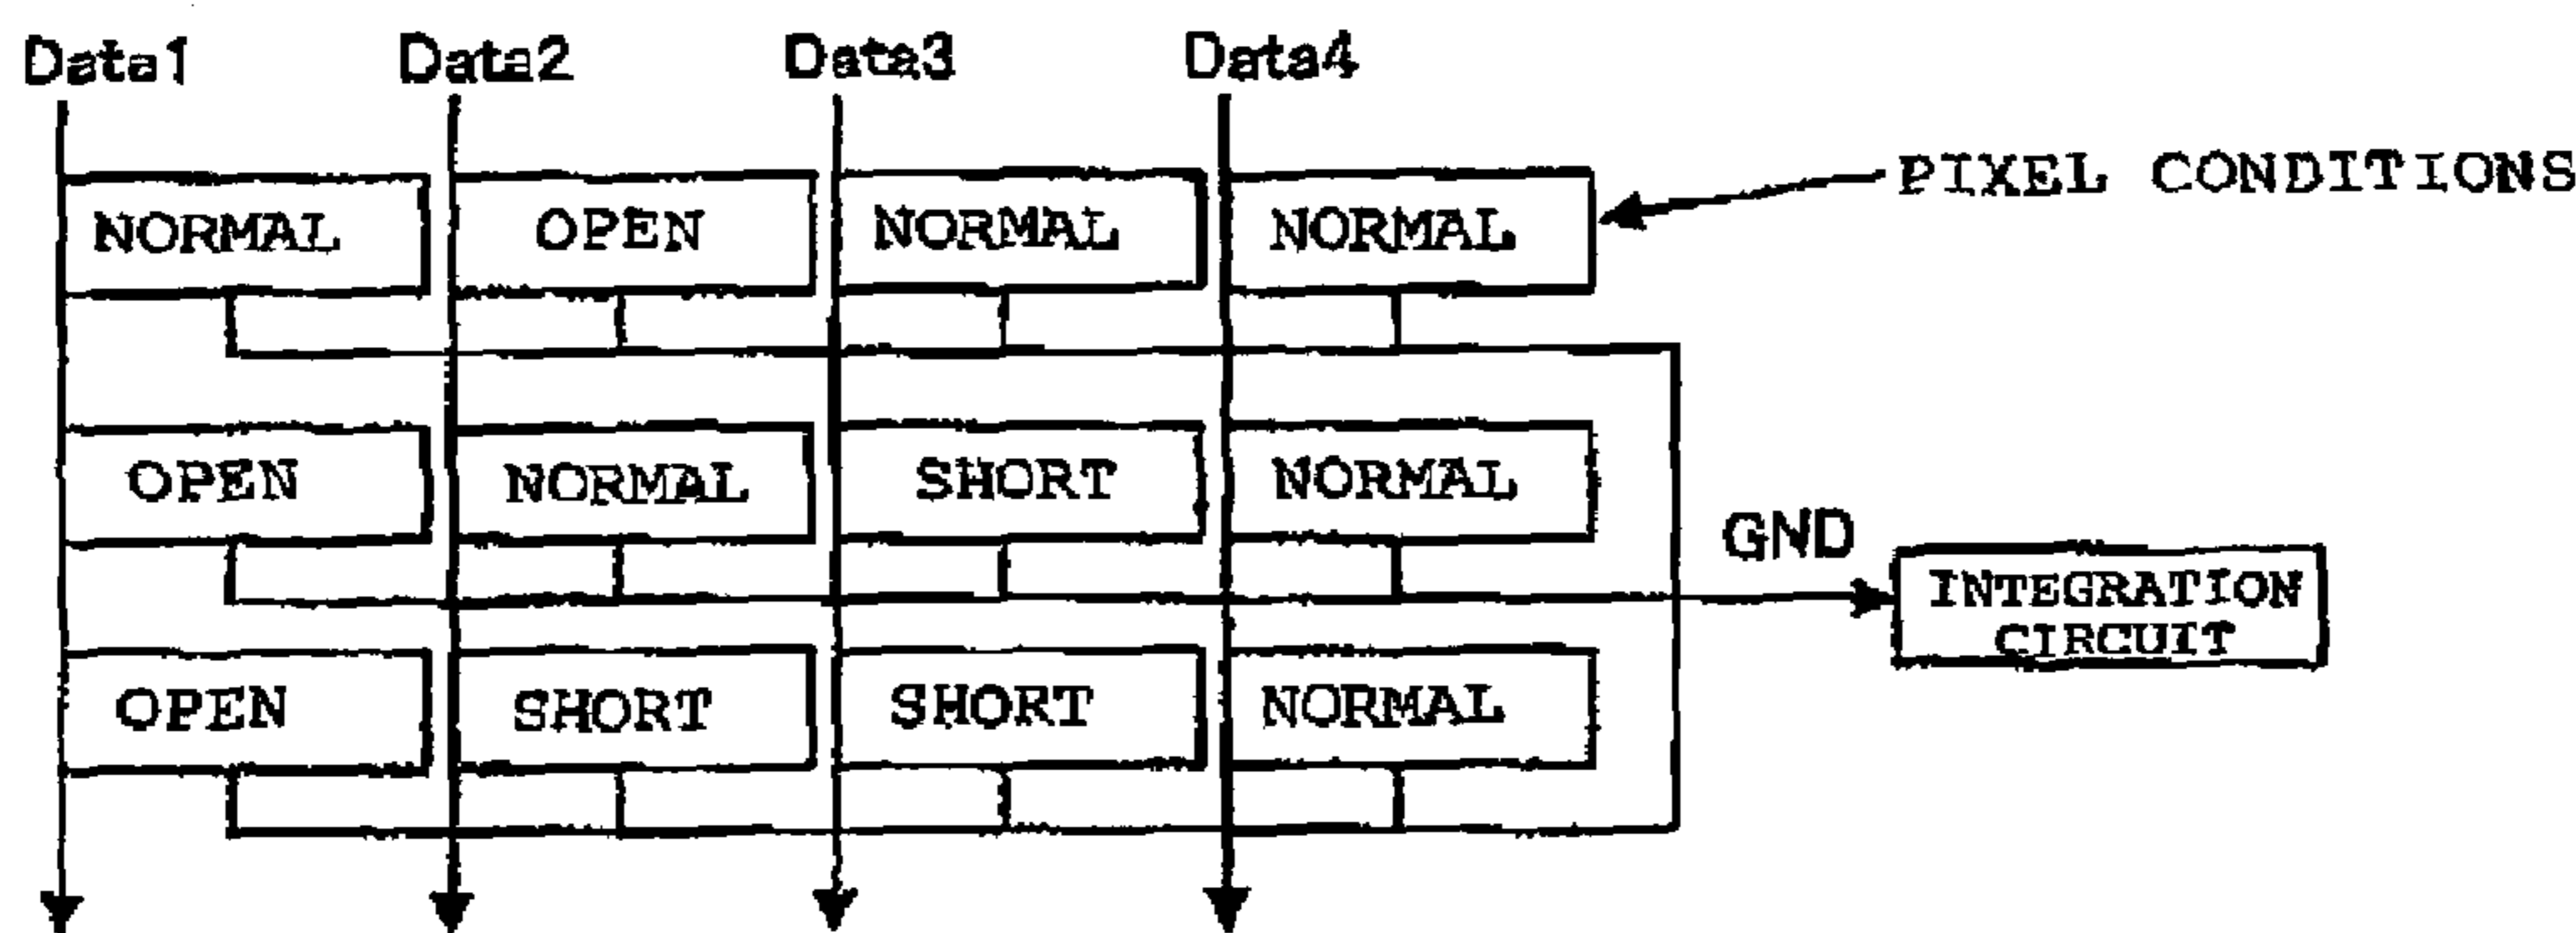 Data1 Data2 Data3 Data4
PIXEL CONDITIONS
NORMAL OPEN NORMAL NORMAL
OPEN NORMAL SHORT NORMAL
GND
INTEGRATION
CIRCUIT
OPEN SHORT SHORT NORMAL